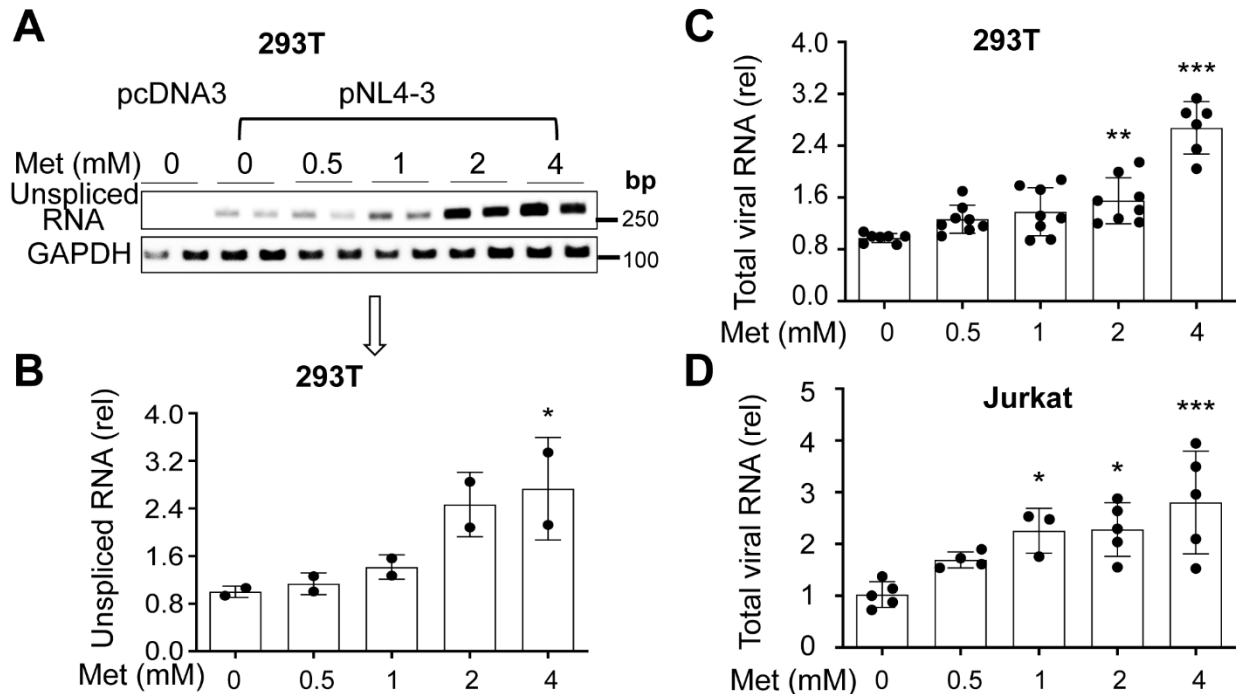 A
293T
pcDNA3 pNL4-3
Met (mM) 0 0 0.5 1 2 4 bp
Unspliced
RNA
250
GAPDH
100
B
293T
Unspliced RNA (rel)
4.0
3.2
2.4
1.6
0.8
0.0
*
Met (mM) 0 0.5 1 2 4
C
293T
Total viral RNA (rel)
4.0
3.2
2.4
1.6
0.8
0.0
** ***
Met (mM) 0 0.5 1 2 4
D
Jurkat
Total viral RNA (rel)
5
4
3
2
1
0
* * ***
Met (mM) 0 0.5 1 2 4